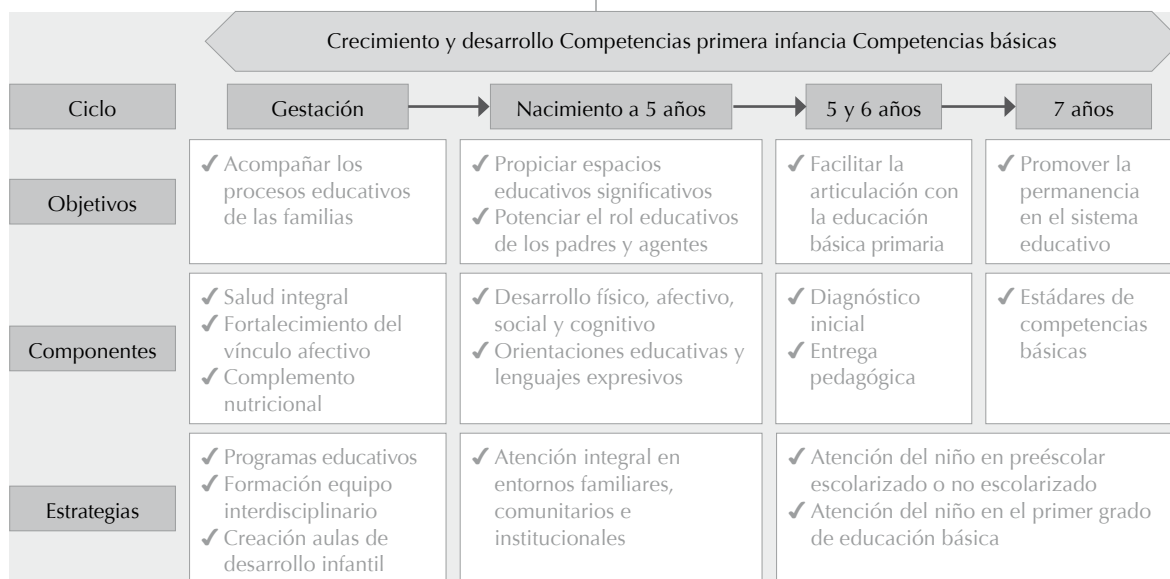 Crecimiento y desarrollo Competencias primera infancia Competencias básicas
Ciclo
Gestación
Nacimiento a 5 años
5 y 6 años
7 años
Objetivos
✓ Acompañar los
procesos educativos
de las familias
✓ Propiciar espacios
educativos significativos
✓ Potenciar el rol educativos
de los padres y agentes
✓ Facilitar la
articulación con
la educación
básica primaria
✓ Promover la
permanencia
en el sistema
educativo
Componentes
✓ Salud integral
✓ Fortalecimiento del
vínculo afectivo
✓ Complemento
nutricional
✓ Desarrollo físico, afectivo,
social y cognitivo
✓ Orientaciones educativas y
lenguajes expresivos
✓ Diagnóstico
inicial
✓ Entrega
pedagógica
✓ Estádares de
competencias
básicas
Estrategias
✓ Programas educativos
✓ Formación equipo
interdisciplinario
✓ Creación aulas de
desarrollo infantil
✓ Atención integral en
entornos familiares,
comunitarios e
institucionales
✓ Atención del niño en preéscolar
escolarizado o no escolarizado
✓ Atención del niño en el primer grado
de educación básica